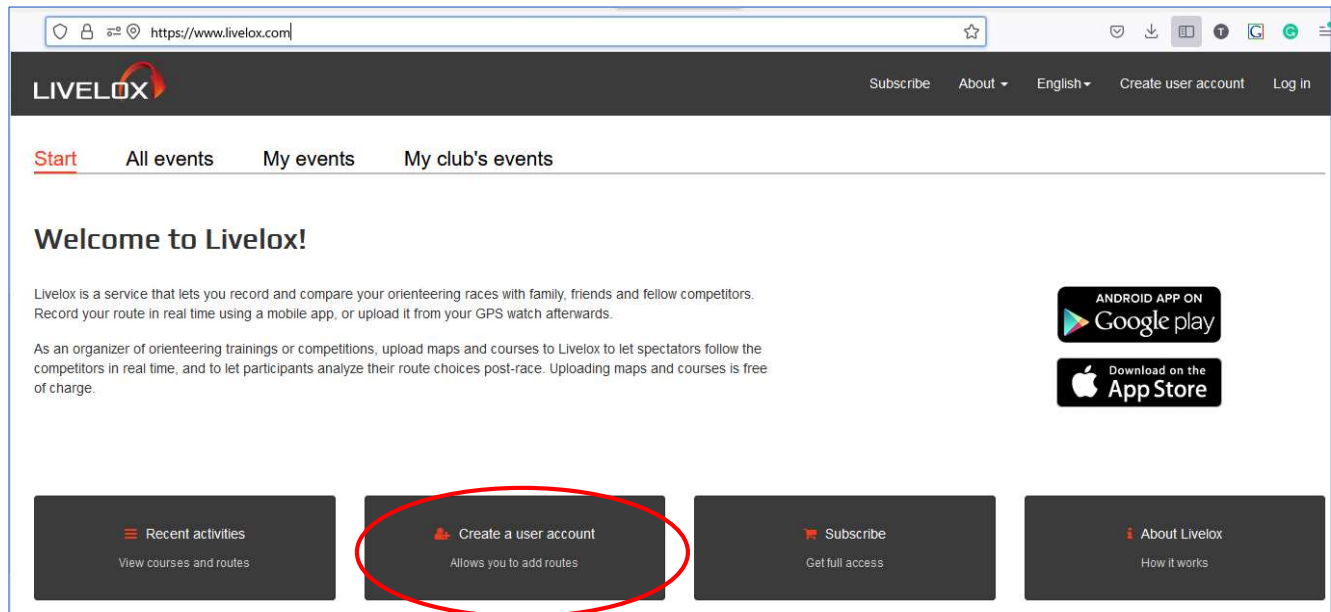 https://www.livelox.com
LIVELOX
Subscribe About English Create user account Log in
Start All events My events My club's events
Welcome to Livelox!
Livelox is a service that lets you record and compare your orienteering races with family, friends and fellow competitors.
Record your route in real time using a mobile app, or upload it from your GPS watch afterwards.
As an organizer of orienteering trainings or competitions, upload maps and courses to Livelox to let spectators follow the
competitors in real time, and to let participants analyze their route choices post-race. Uploading maps and courses is free
of charge.
ANDROID APP ON
Google play
Download on the
App Store
Recent activities
View courses and routes
Create a user account
Allows you to add routes
Subscribe
Get full access
About Livelox
How it works